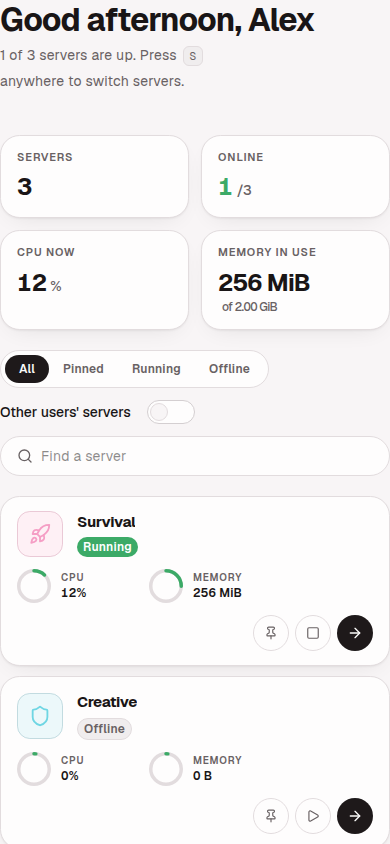 Good afternoon, Alex
1 of 3 servers are up. Press S
anywhere to switch servers.
SERVERS
3
ONLINE
1 /3
CPU NOW
12 %
MEMORY IN USE
256 MiB
of 2.00 GiB
All Pinned Running Offline
Other users' servers
Find a server
Survival
Running
CPU
12%
MEMORY
256 MiB
Creative
Offline
CPU
0%
MEMORY
0 B